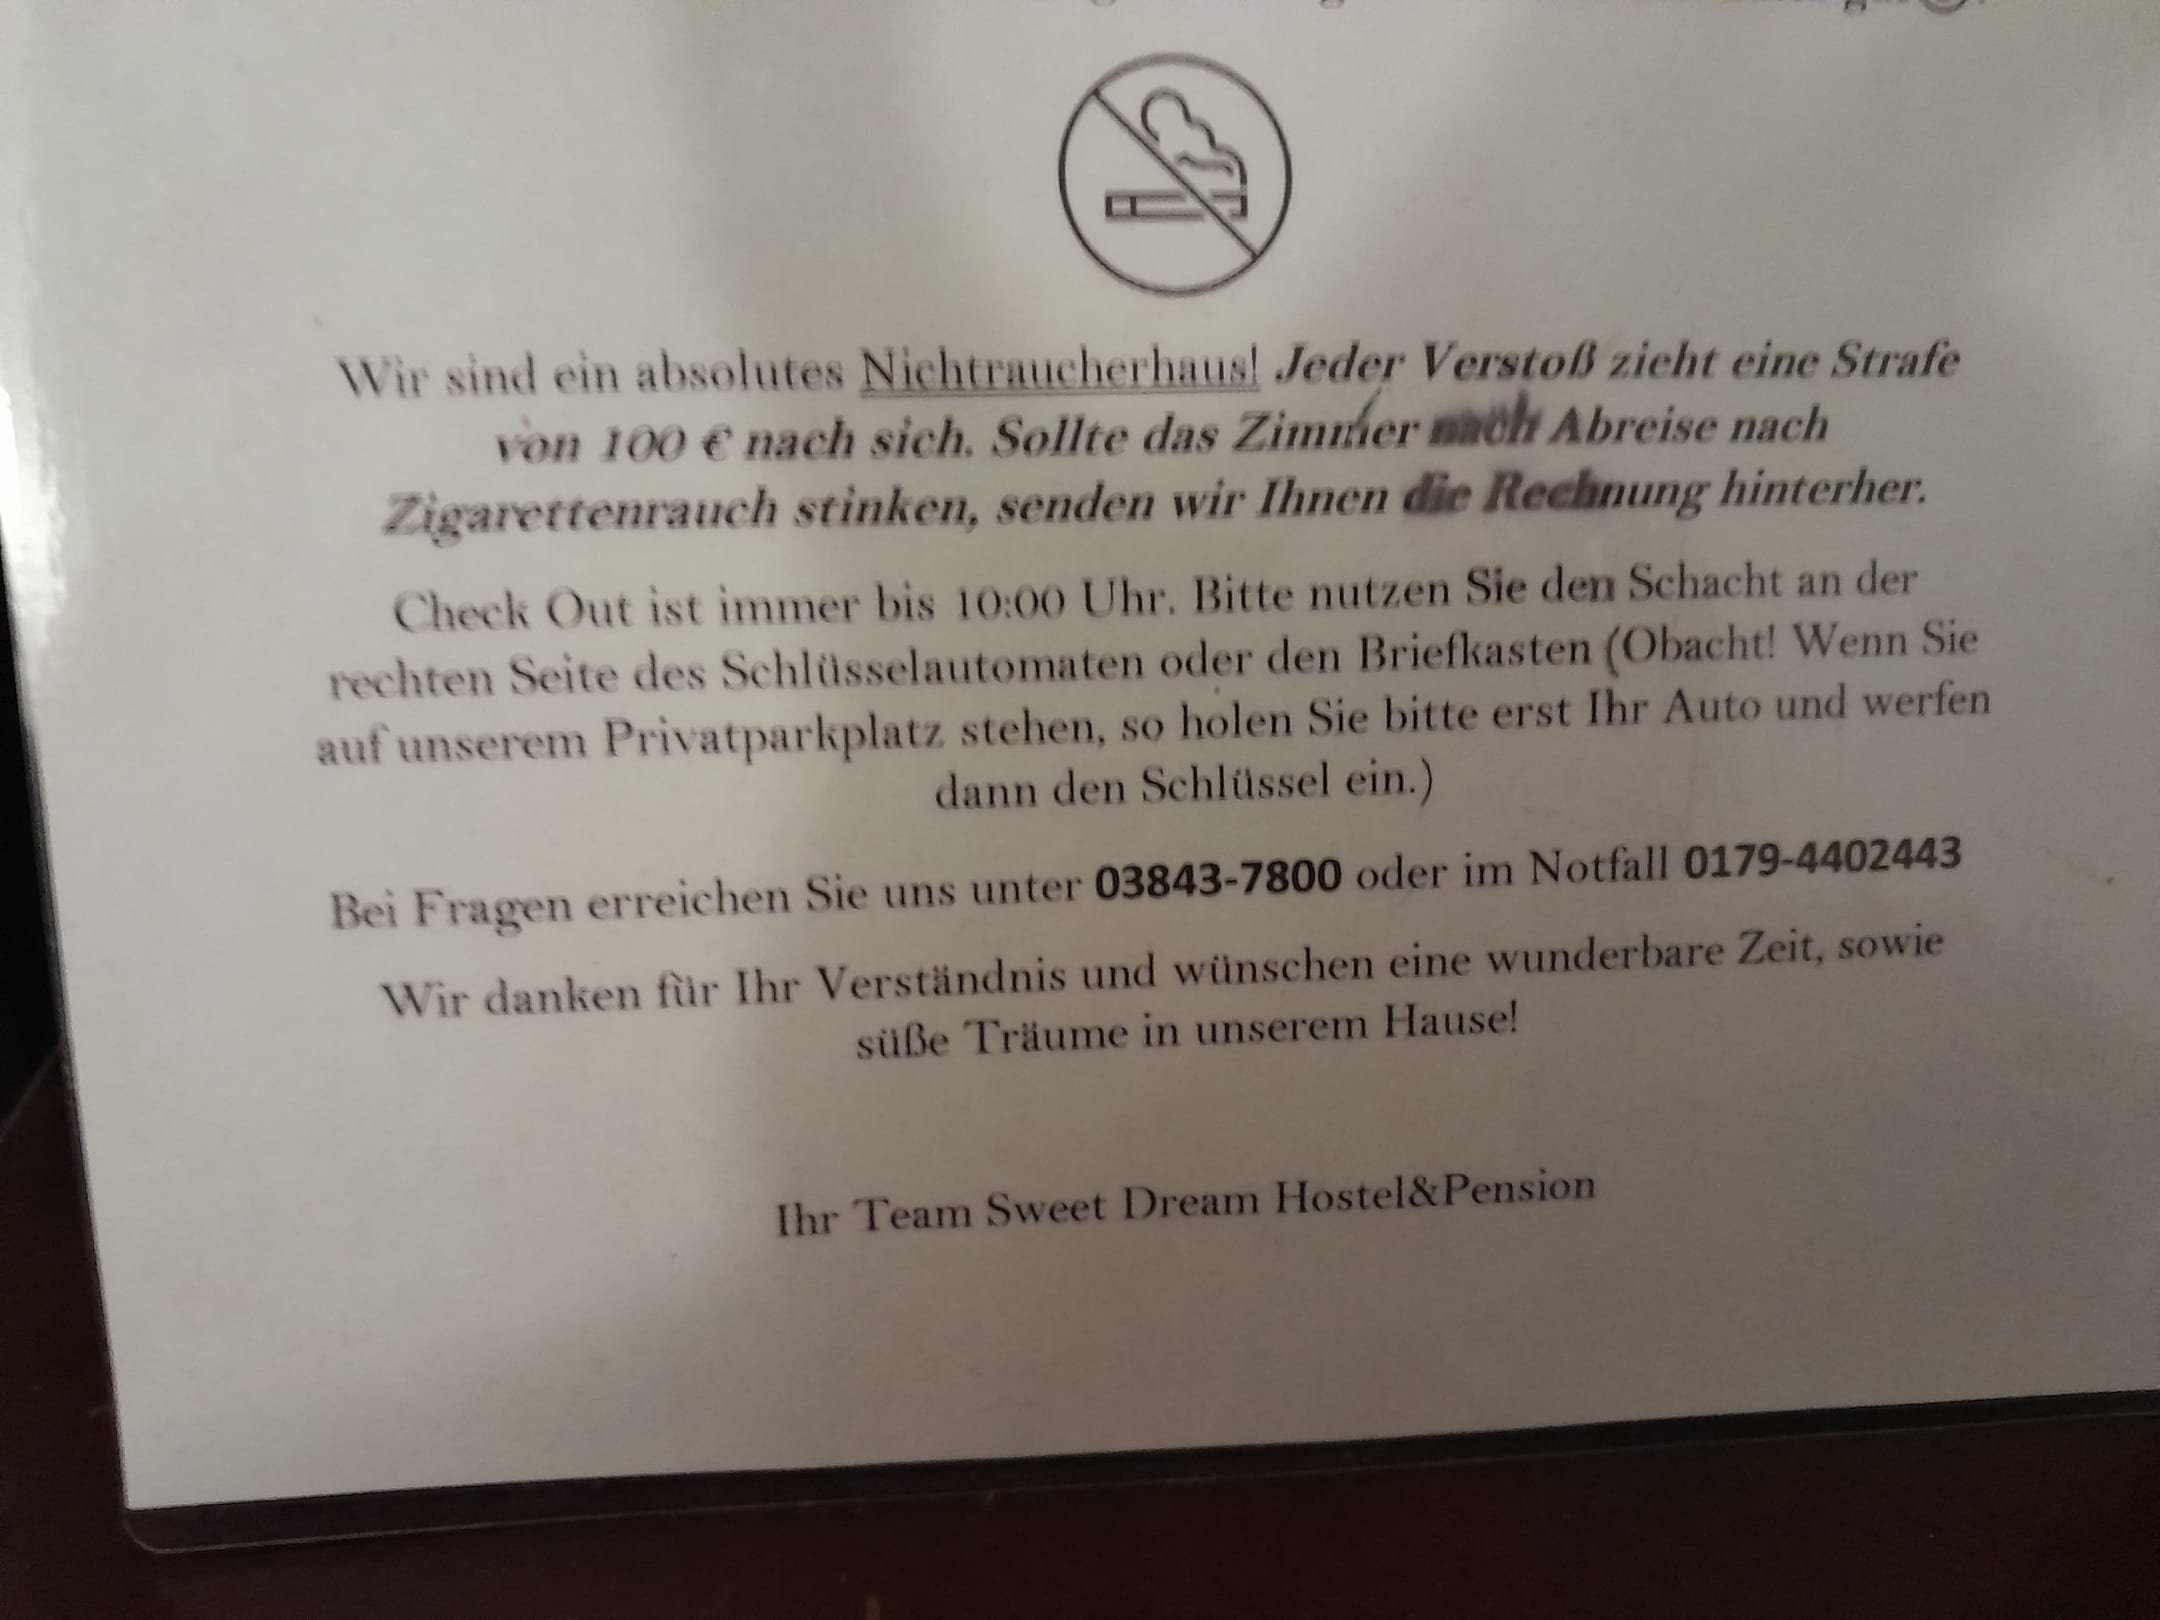 Wir sind ein absolutes Nichtraucherhaus! Jeder Verstoß zieht eine Strafe
von 100 € nach sich. Sollte das Zimmer nach Abreise nach
Zigarettenrauch stinken, senden wir Ihnen die Rechnung hinterher.
Check Out ist immer bis 10:00 Uhr. Bitte nutzen Sie den Schacht an der
rechten Seite des Schlüsselautomaten oder den Briefkasten (Obacht! Wenn Sie
auf unserem Privatparkplatz stehen, so holen Sie bitte erst Ihr Auto und werfen
dann den Schlüssel ein.)
Bei Fragen erreichen Sie uns unter 03843-7800 oder im Notfall 0179-4402443
Wir danken für Ihr Verständnis und wünschen eine wunderbare Zeit, sowie
süße Träume in unserem Hause!
Ihr Team Sweet Dream Hostel&Pension